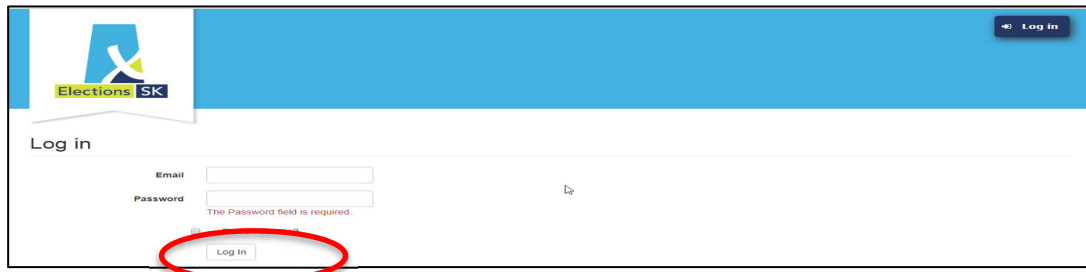 Log in
Elections SK
Log in
Email
Password
The Password field is required.
Log In